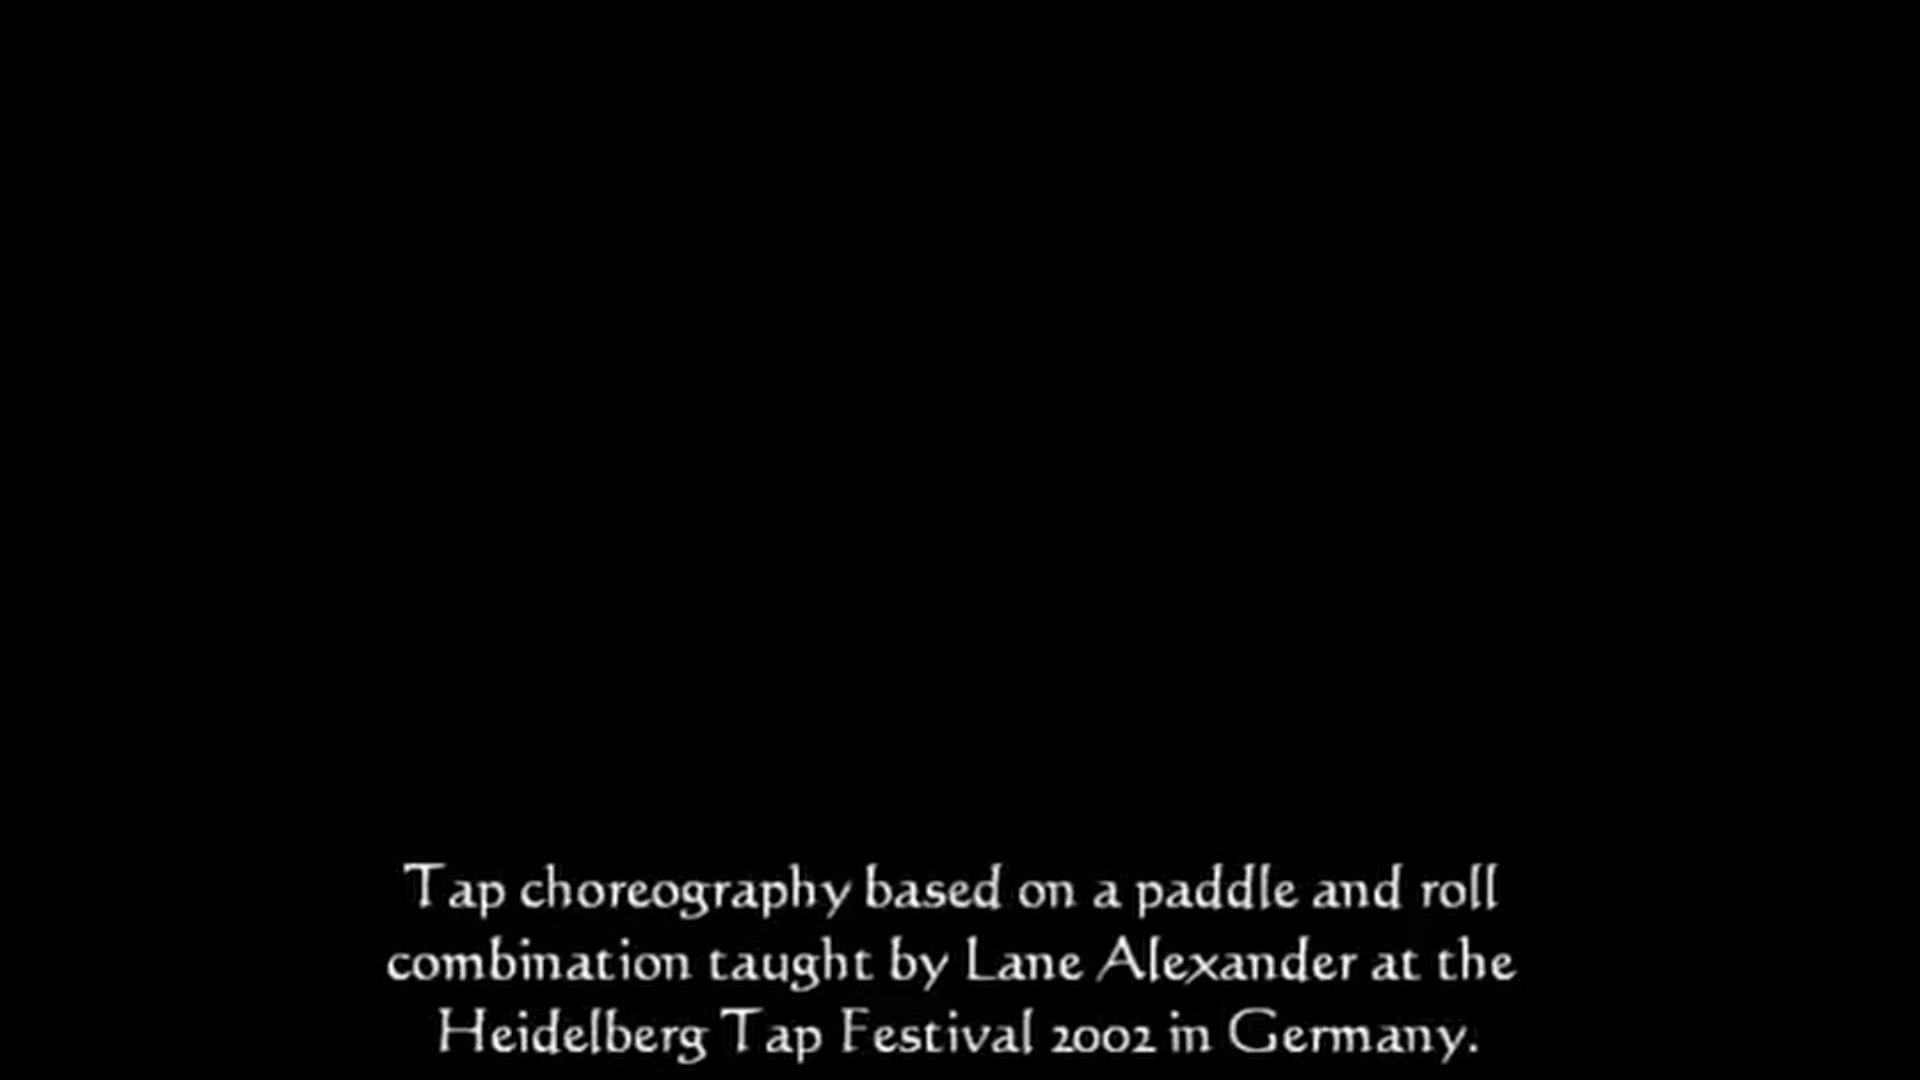 Tap choreography based on a paddle and roll
combination taught by Lane Alexander at the
Heidelberg Tap Festival 2002 in Germany.